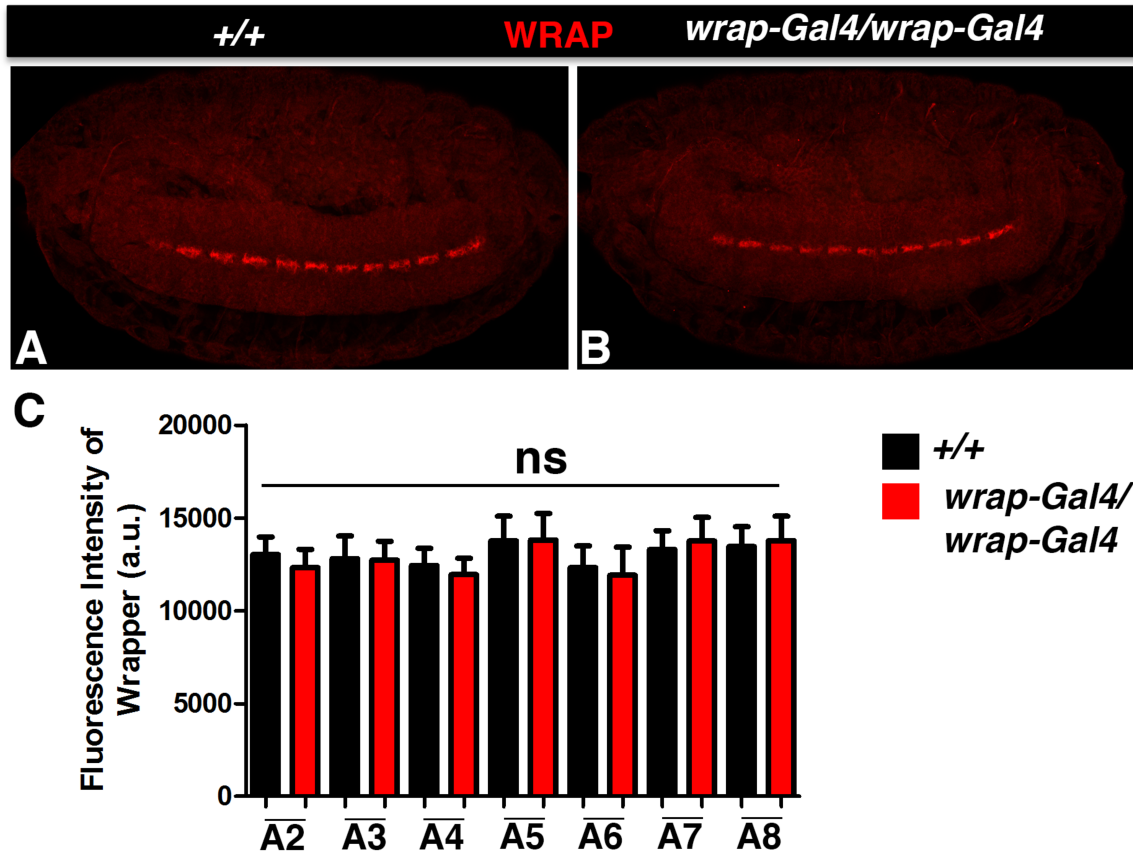 +/+ WRAP wrap-Gal4/wrap-Gal4
A B
C
Fluorescence Intensity of
Wrapper (a.u.)
20000
15000
10000
5000
0
ns
+/+
wrap-Gal4/
wrap-Gal4
A2 A3 A4 A5 A6 A7 A8